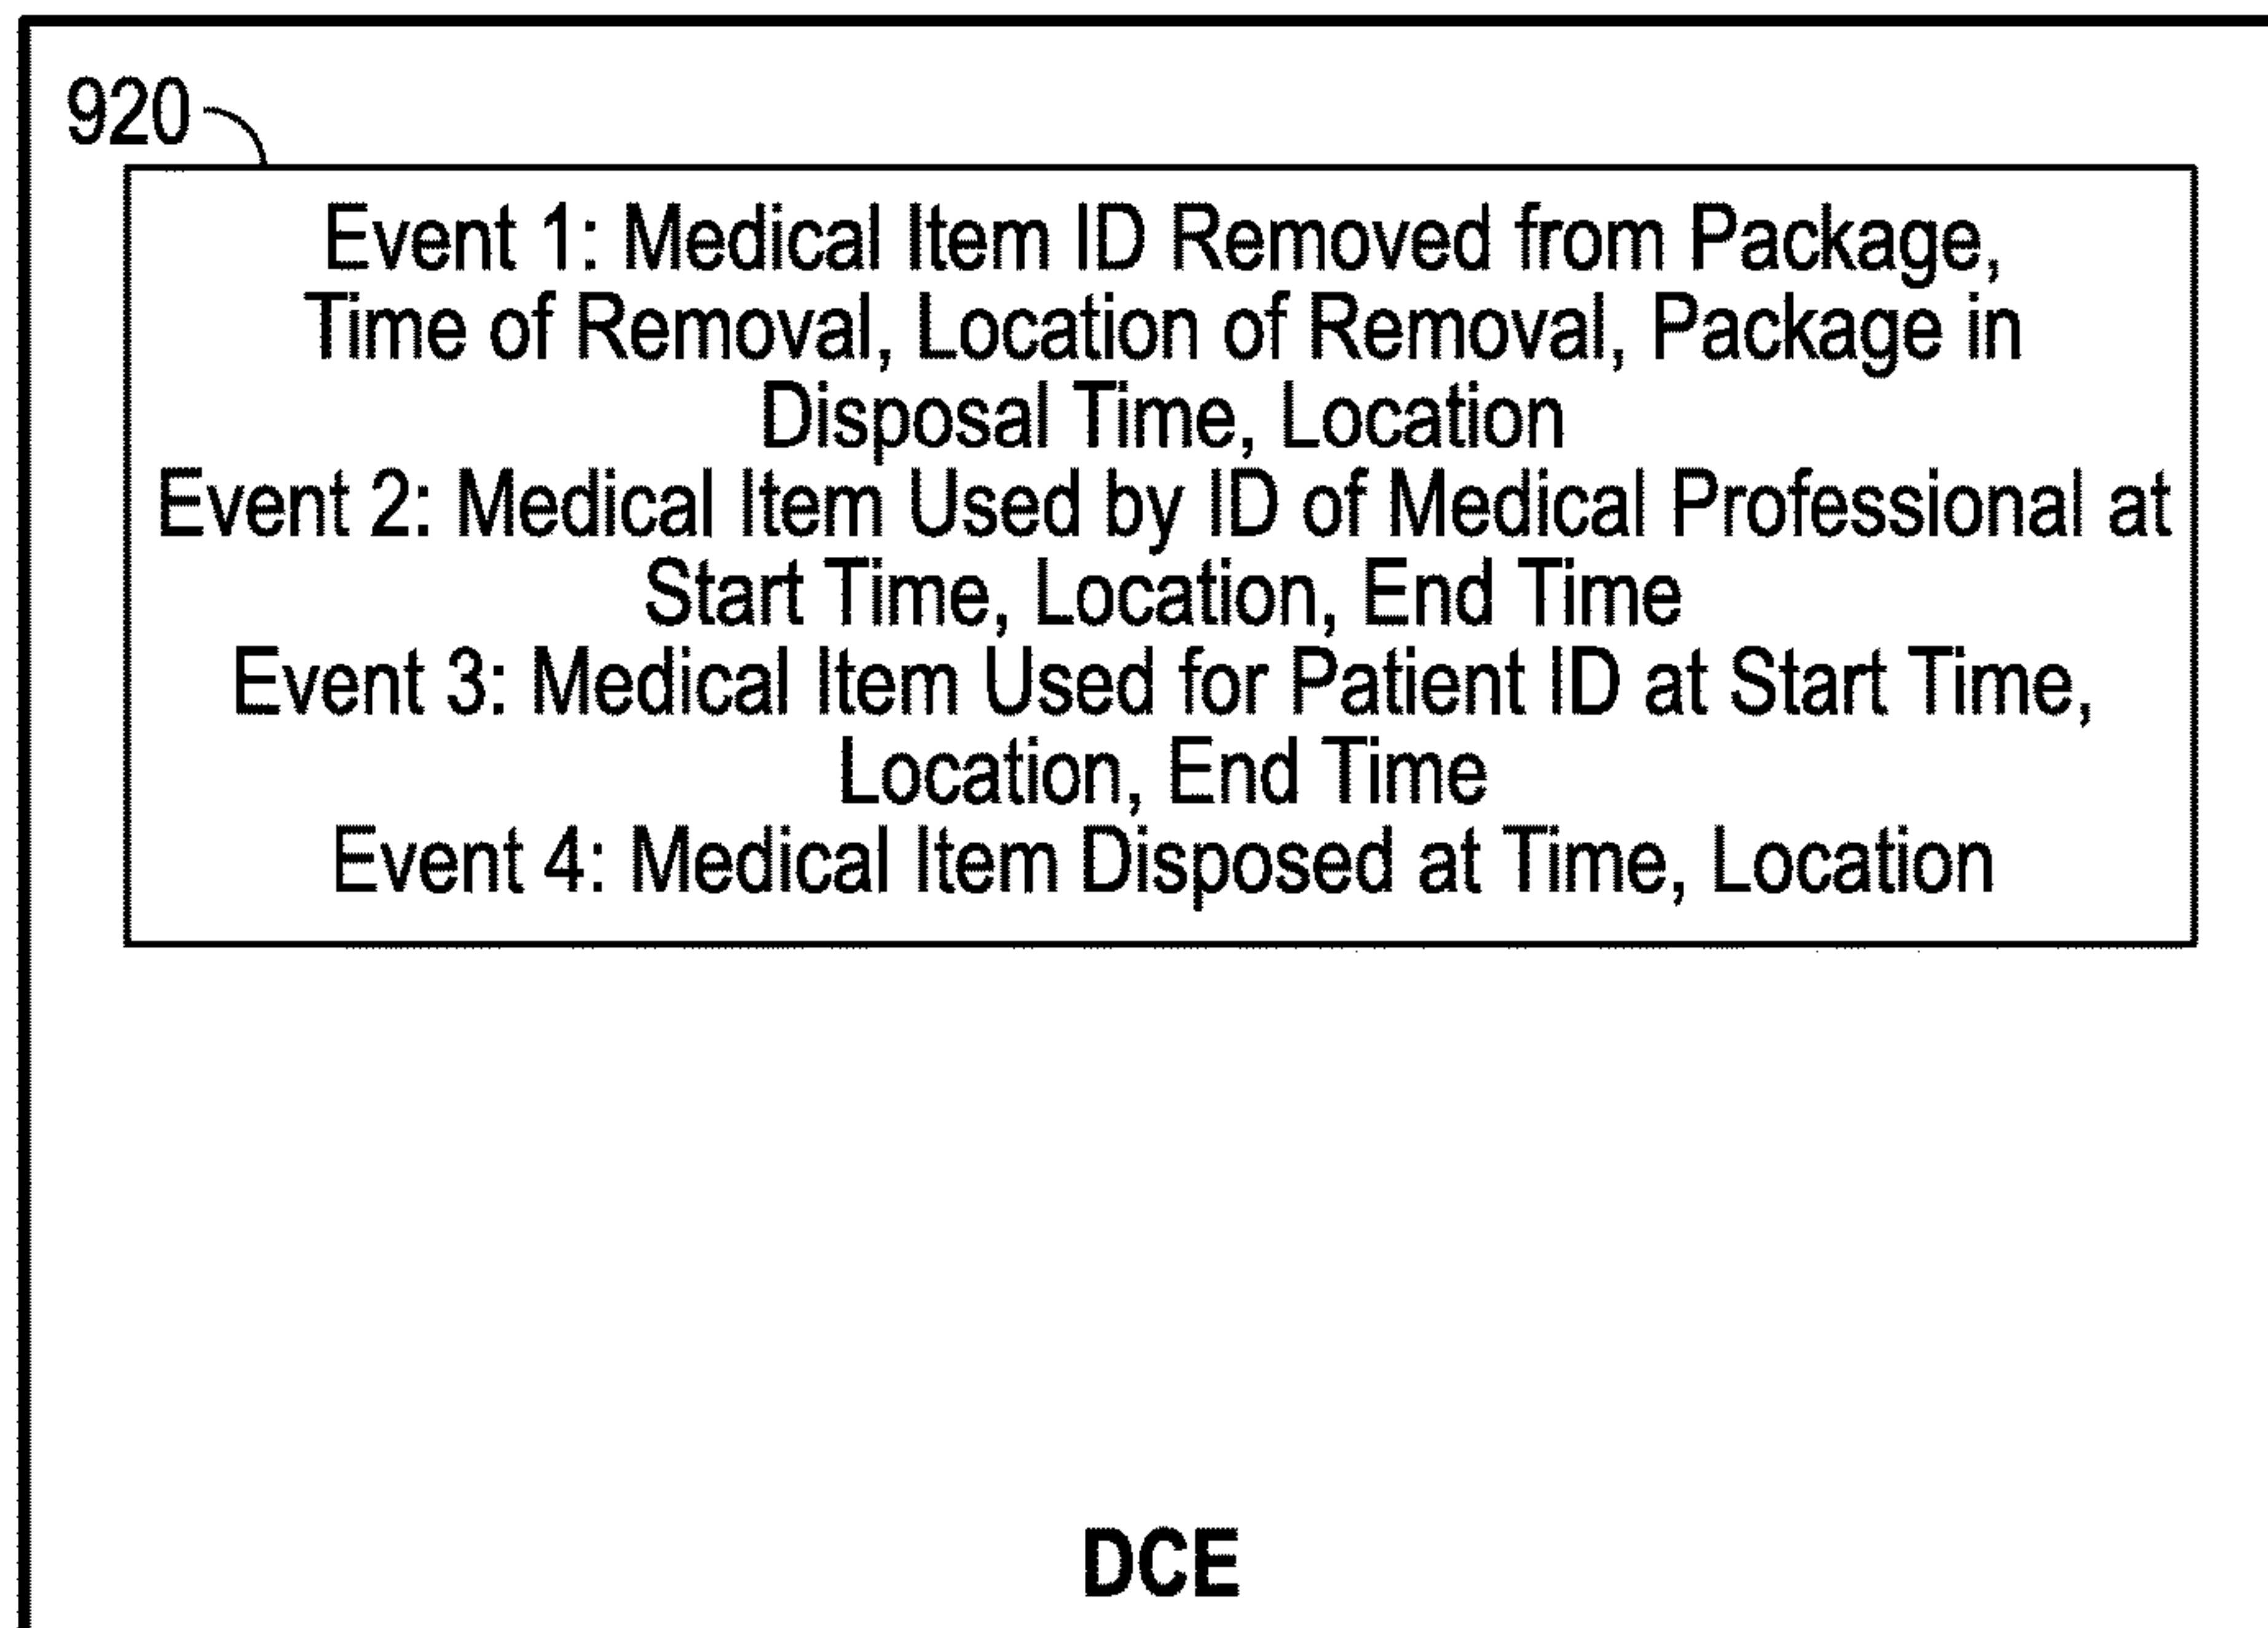 920
Event 1: Medical Item ID Removed from Package,
Time of Removal, Location of Removal, Package in
Disposal Time, Location
Event 2: Medical Item Used by ID of Medical Professional at
Start Time, Location, End Time
Event 3: Medical Item Used for Patient ID at Start Time,
Location, End Time
Event 4: Medical Item Disposed at Time, Location
DCE